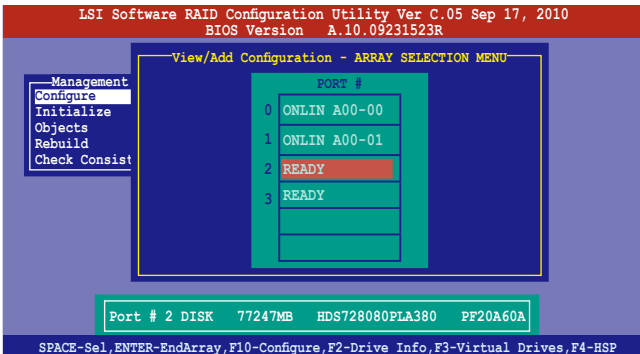 LSI Software RAID Configuration Utility Ver C.05 Sep 17, 2010
BIOS Version A.10.09231523R
View/Add Configuration - ARRAY SELECTION MENU
Management
Configure
Initialize
Objects
Rebuild
Check Consist
PORT #
0 ONLIN A00-00
1 ONLIN A00-01
2 READY
3 READY
Port # 2 DISK 77247MB HDS728080PLA380 PF20A60A
SPACE-Sel,ENTER-EndArray,F10-Configure,F2-Drive Info,F3-Virtual Drives,F4-HSP